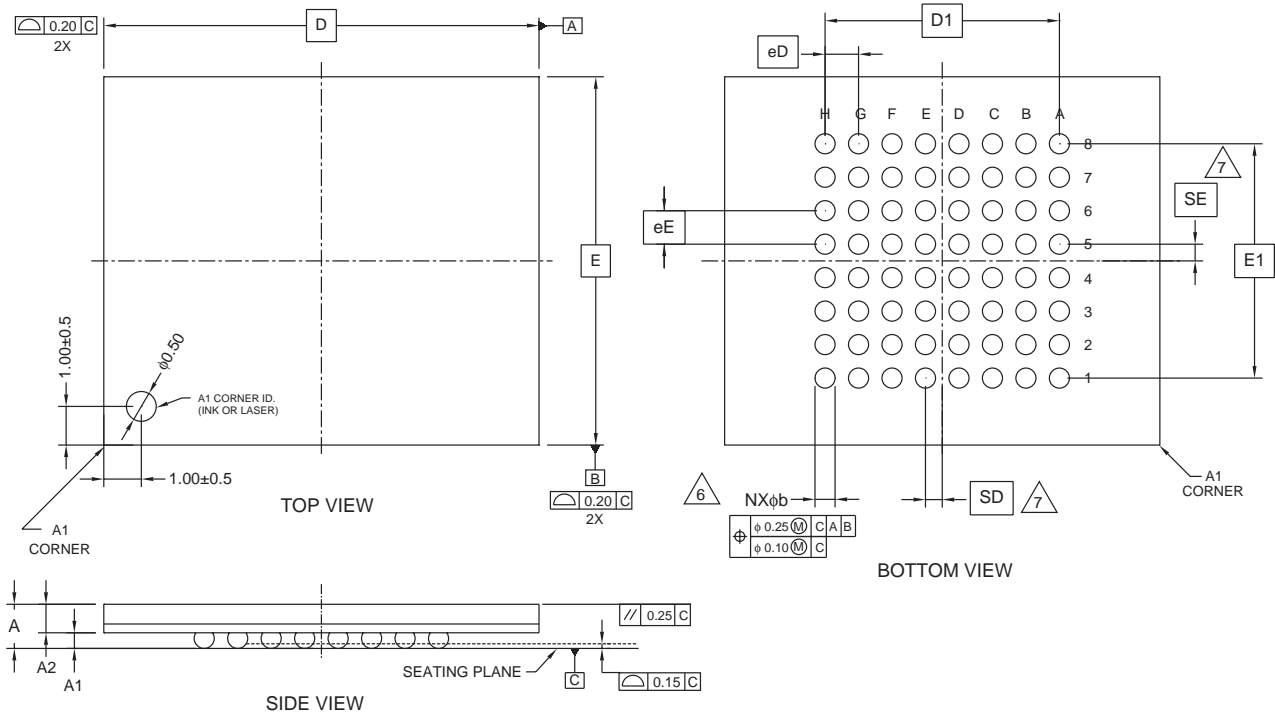 ⌓ 0.20 C
2X
D
A
E
1.00±0.5
ϕ0.50
A1 CORNER ID.
(INK OR LASER)
1.00±0.5
A1
CORNER
TOP VIEW
B
⌓ 0.20 C
2X
D1
eD
H G F E D C B A
8
7
6
5
4
3
2
1
eE
7
SE
E1
6
NXϕb
⌖ ϕ 0.25 Ⓜ C A B
ϕ 0.10 Ⓜ C
SD
7
A1
CORNER
BOTTOM VIEW
A
A2
A1
// 0.25 C
SEATING PLANE
C
⌓ 0.15 C
SIDE VIEW